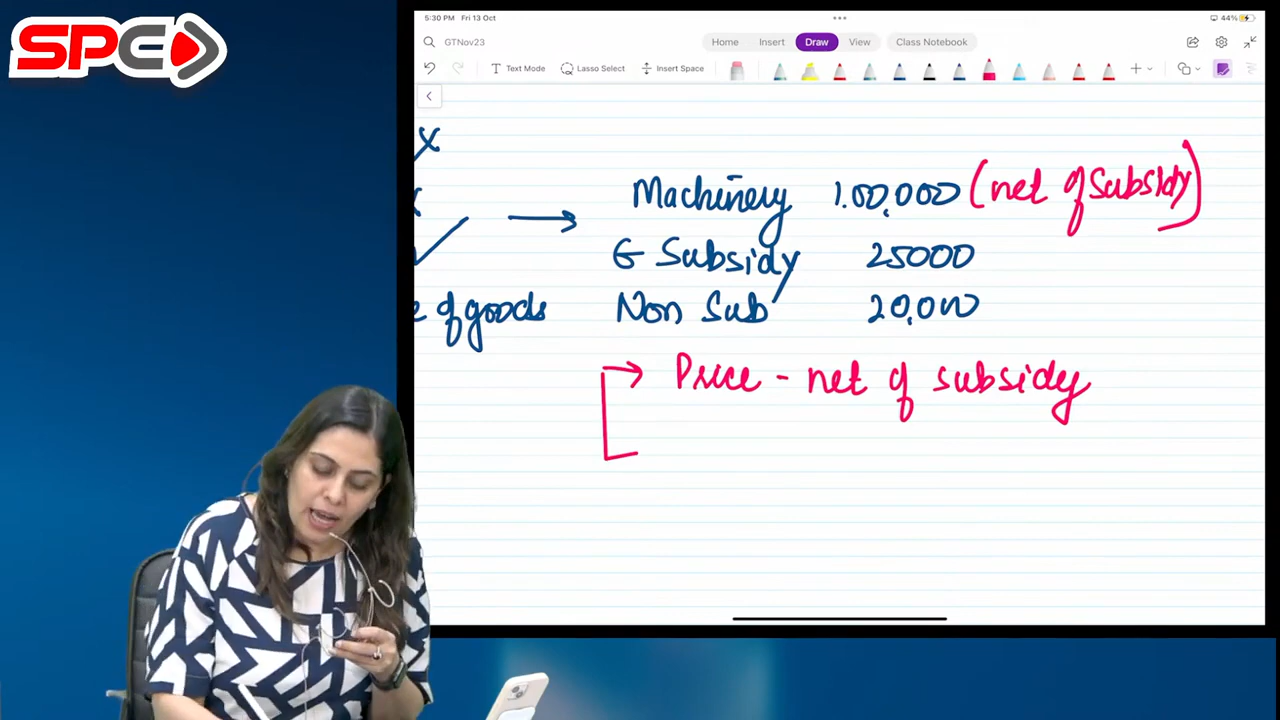 SPC
5:30 PM Fri 13 Oct
44%
GTNov23
Home Insert Draw View Class Notebook
Text Mode Lasso Select Insert Space
x
Machinery 1.00,000 (net of subsidy)
G Subsidy 25000
of goods Non Sub 20,000
Price - net of subsidy